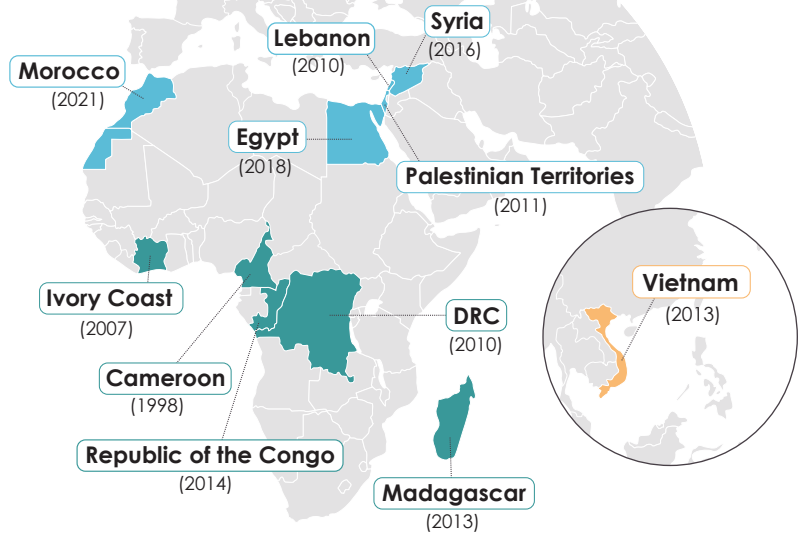 Syria
(2016)
Lebanon
(2010)
Morocco
(2021)
Egypt
(2018)
Palestinian Territories
(2011)
Vietnam
(2013)
Ivory Coast
(2007)
DRC
(2010)
Cameroon
(1998)
Republic of the Congo
(2014)
Madagascar
(2013)